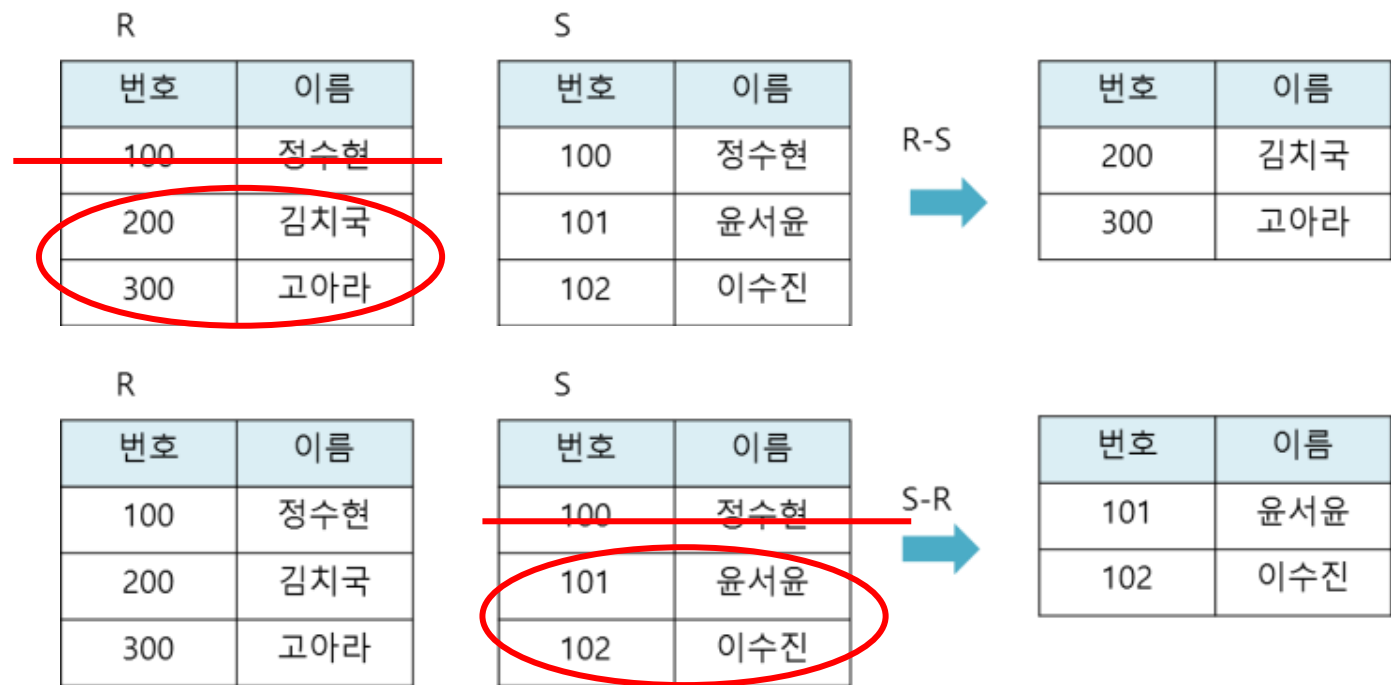 R S
번호 이름 번호 이름 번호 이름
100 정수현 100 정수현 R-S 200 김치국
200 김치국 101 윤서윤 300 고아라
300 고아라 102 이수진
R S
번호 이름 번호 이름 번호 이름
100 정수현 100 정수현 S-R 101 윤서윤
200 김치국 101 윤서윤 102 이수진
300 고아라 102 이수진